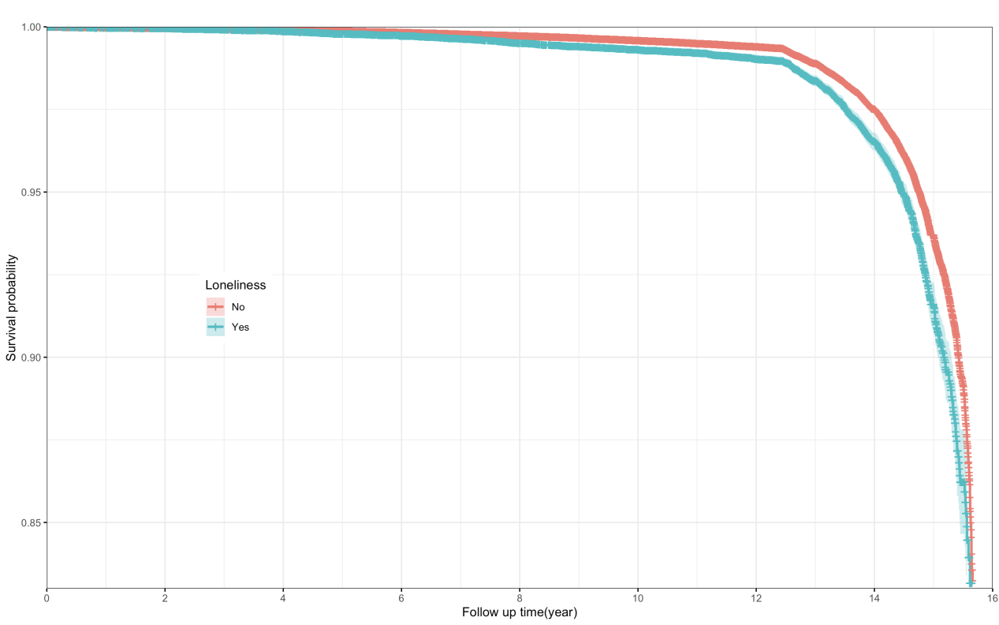 1.00
0.95
0.90
0.85
Survival probability
Loneliness
No
Yes
0 2 4 6 8 10 12 14 16
Follow up time(year)